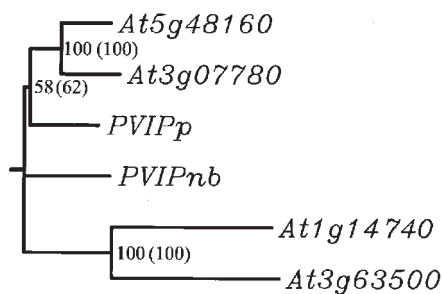 At5g48160
100 (100)
At3g07780
58 (62)
PVIPp
PVIPnb
At1g14740
100 (100)
At3g63500